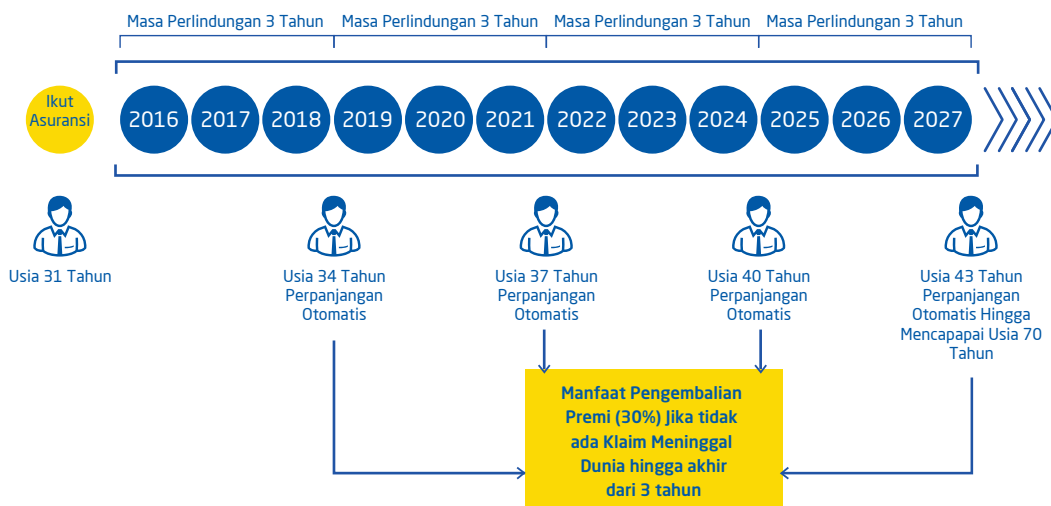 Masa Perlindungan 3 Tahun Masa Perlindungan 3 Tahun Masa Perlindungan 3 Tahun Masa Perlindungan 3 Tahun
Ikut
Asuransi
2016 2017 2018 2019 2020 2021 2022 2023 2024 2025 2026 2027
Usia 31 Tahun
Usia 34 Tahun
Perpanjangan
Otomatis
Usia 37 Tahun
Perpanjangan
Otomatis
Usia 40 Tahun
Perpanjangan
Otomatis
Usia 43 Tahun
Perpanjangan
Otomatis Hingga
Mencapapai Usia 70
Tahun
Manfaat Pengembalian
Premi (30%) Jika tidak
ada Klaim Meninggal
Dunia hingga akhir
dari 3 tahun